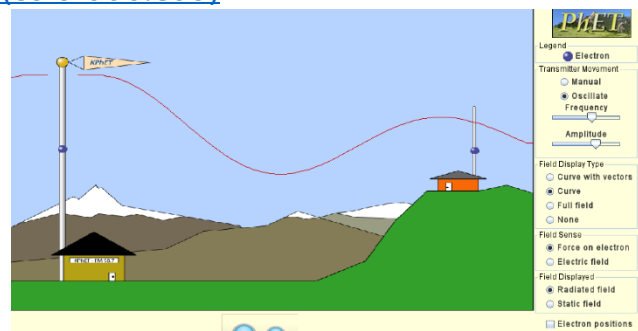 PhET
Legend
Electron
Transmitter Movement
Manual
Oscillate
Frequency
Amplitude
Field Display Type
Curve with vectors
Curve
Full field
None
Field Sense
Force on electron
Electric field
Field Displayed
Radiated field
Static field
Electron positions
KPhET